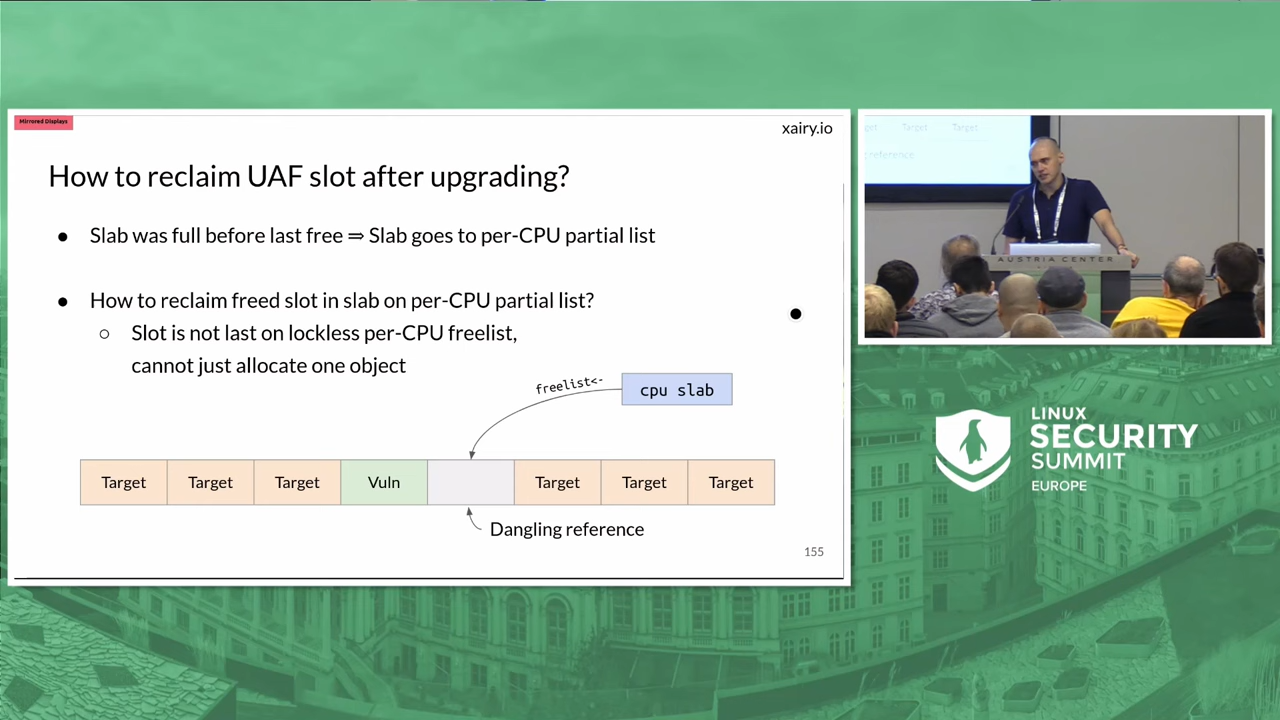 Mirrored Displays
xairy.io
How to reclaim UAF slot after upgrading?
● Slab was full before last free ⇒ Slab goes to per-CPU partial list
● How to reclaim freed slot in slab on per-CPU partial list?
○ Slot is not last on lockless per-CPU freelist,
cannot just allocate one object
freelist<-
cpu slab
Target Target Target Vuln Target Target Target
Dangling reference
155
Target Target
reference
AUSTRIA CENTER
LINUX
SECURITY
SUMMIT
EUROPE